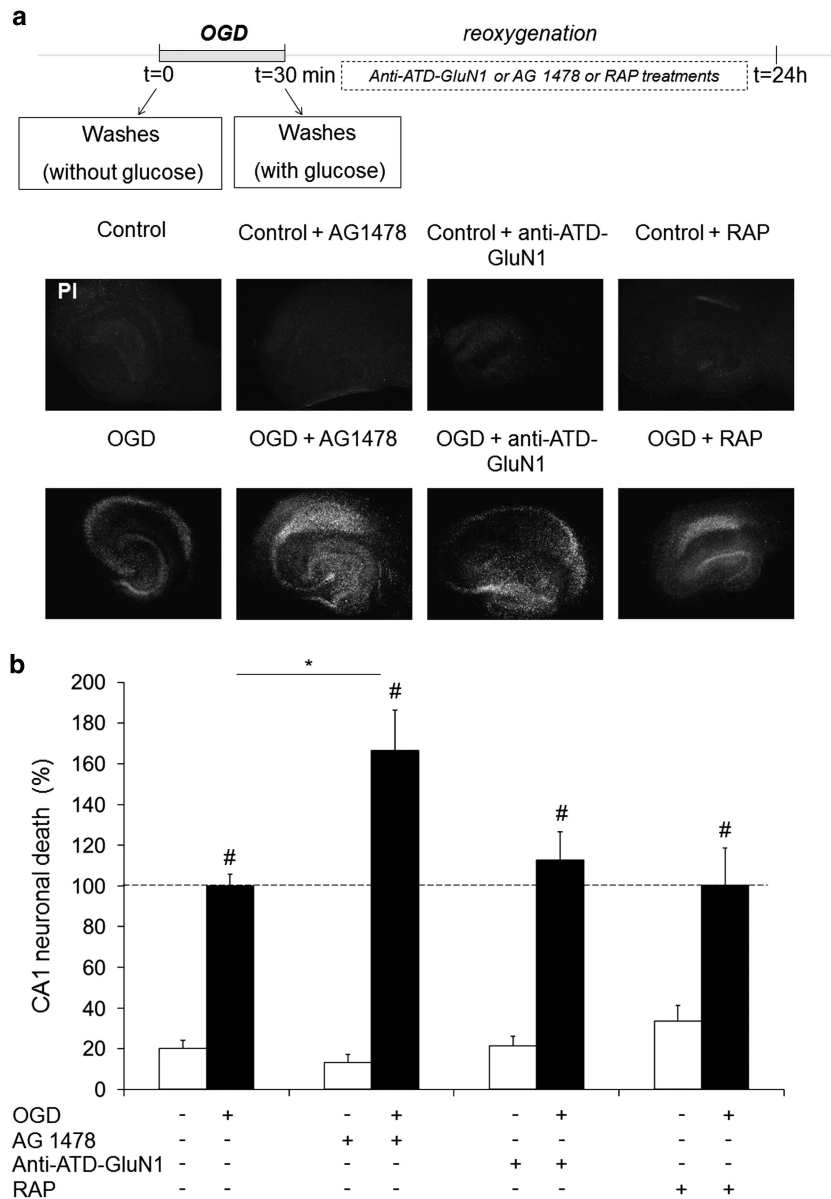 a
OGD
reoxygenation
t=0
t=30 min
Anti-ATD-GluN1 or AG 1478 or RAP treatments
t=24h
Washes
(without glucose)
Washes
(with glucose)
Control
Control + AG1478
Control + anti-ATD-
GluN1
Control + RAP
PI
OGD
OGD + AG1478
OGD + anti-ATD-
GluN1
OGD + RAP
b
CA1 neuronal death (%)
200
180
160
140
120
100
80
60
40
20
0
*
#
#
#
#
OGD - + - + - + - +
AG 1478 - - + + - - - -
Anti-ATD-GluN1 - - - - + + - -
RAP - - - - - - + +